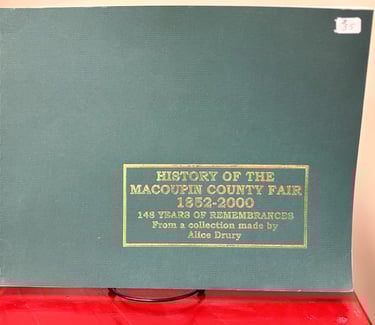 HISTORY OF THE
MACOUPIN COUNTY FAIR
1852-2000
148 YEARS OF REMEMBRANCES
From a collection made by
Alice Drury